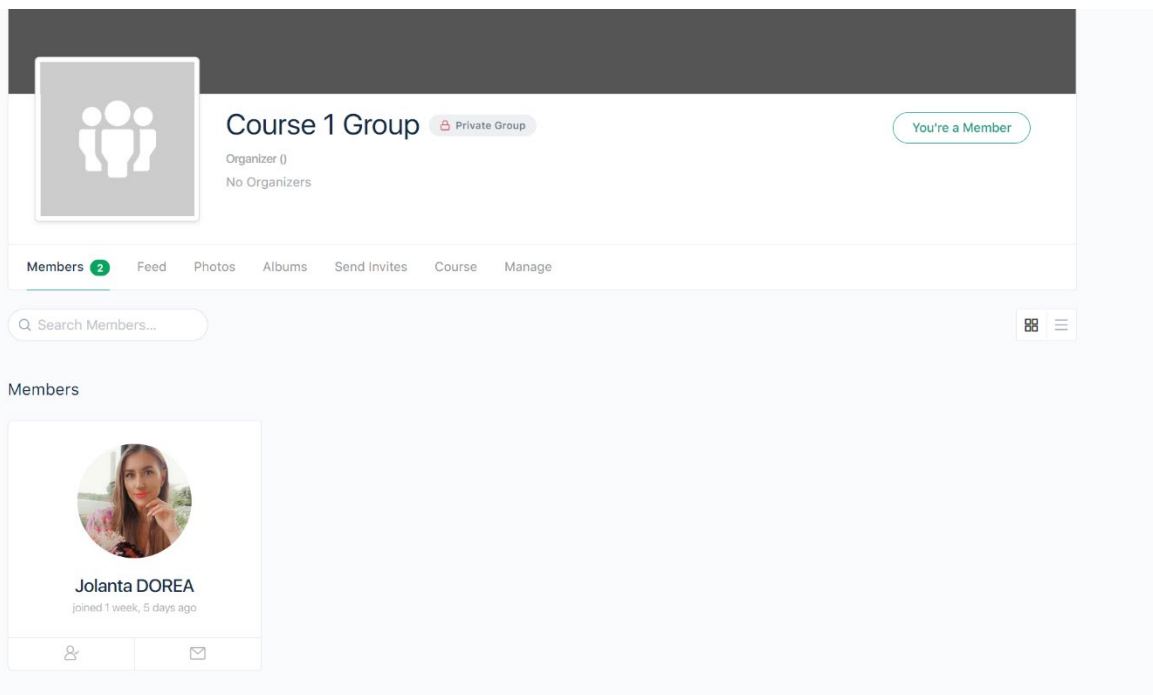 Course 1 Group Private Group
You're a Member
Organizer ()
No Organizers
Members 2 Feed Photos Albums Send Invites Course Manage
Search Members...
Members
Jolanta DOREA
joined 1 week, 5 days ago